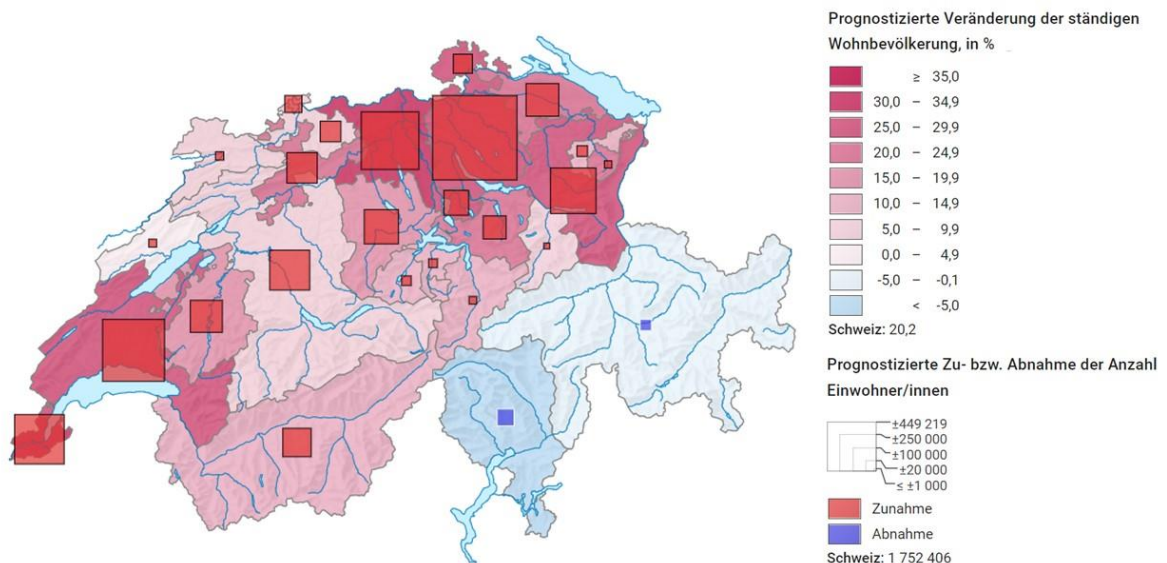 Prognostizierte Veränderung der ständigen
Wohnbevölkerung, in %
≥ 35,0
30,0 – 34,9
25,0 – 29,9
20,0 – 24,9
15,0 – 19,9
10,0 – 14,9
5,0 – 9,9
0,0 – 4,9
-5,0 – -0,1
< -5,0
Schweiz: 20,2
Prognostizierte Zu- bzw. Abnahme der Anzahl
Einwohner/innen
±449 219
±250 000
±100 000
±20 000
≤ ±1 000
Zunahme
Abnahme
Schweiz: 1 752 406